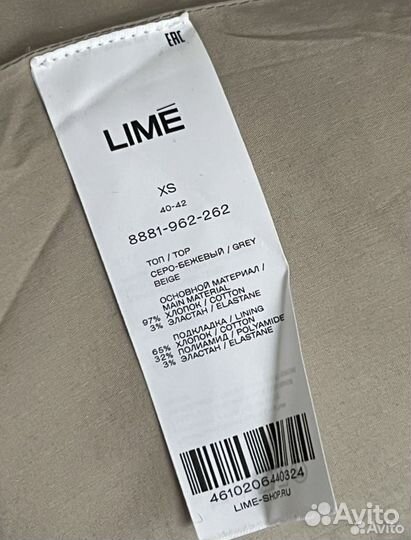 EAC
LIMĒ
XS
40-42
8881-962-262
ТОП / TOP
СЕРО-БЕЖЕВЫЙ / GREY
BEIGE
ОСНОВНОЙ МАТЕРИАЛ /
MAIN MATERIAL
97% ХЛОПОК / COTTON
3% ЭЛАСТАН / ELASTANE
ПОДКЛАДКА / LINING
65% ХЛОПОК / COTTON
32% ПОЛИАМИД / POLYAMIDE
3% ЭЛАСТАН / ELASTANE
4610206440324
LIME-SHOP.RU
Avito
Avito